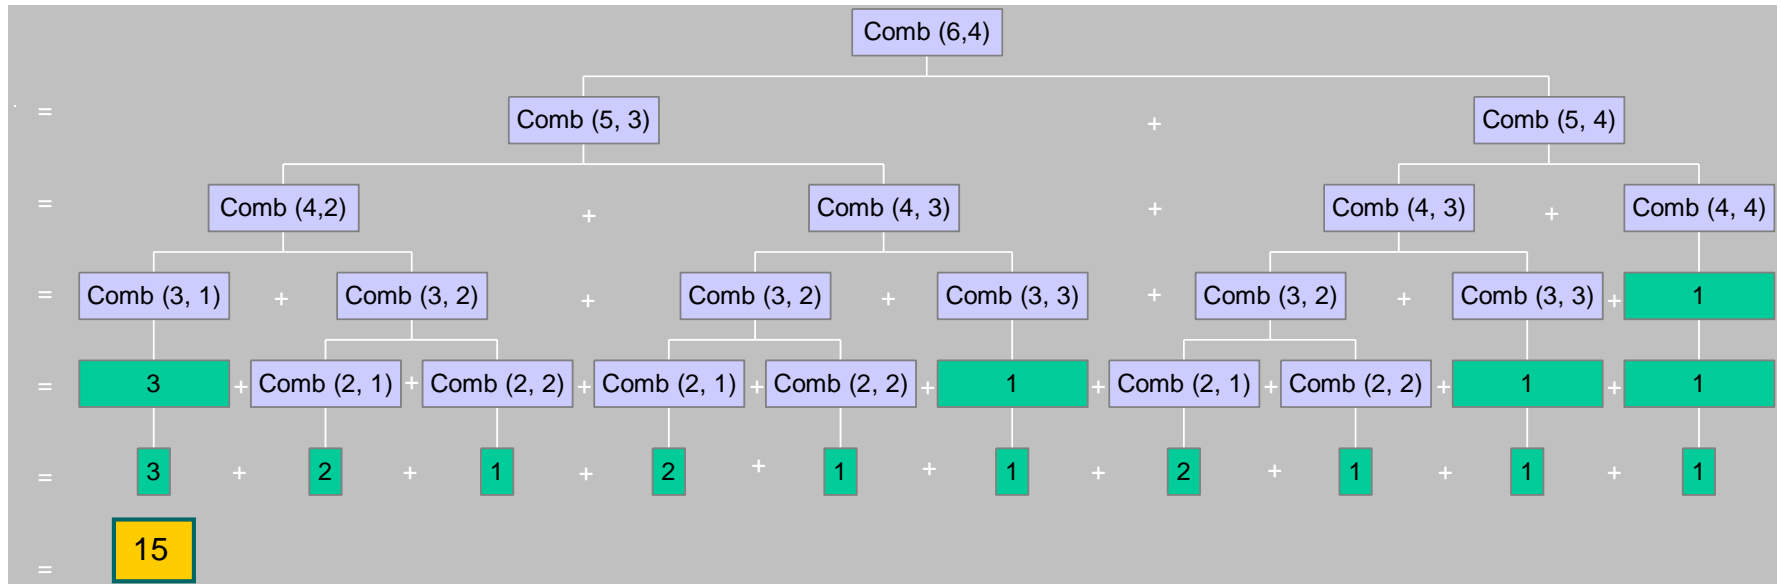 Comb (6,4)
= Comb (5, 3) + Comb (5, 4)
= Comb (4,2) + Comb (4, 3) + Comb (4, 3) + Comb (4, 4)
= Comb (3, 1) + Comb (3, 2) + Comb (3, 2) + Comb (3, 3) + Comb (3, 2) + Comb (3, 3) + 1
= 3 + Comb (2, 1) + Comb (2, 2) + Comb (2, 1) + Comb (2, 2) + 1 + Comb (2, 1) + Comb (2, 2) + 1 + 1
= 3 + 2 + 1 + 2 + 1 + 1 + 2 + 1 + 1 + 1
= 15